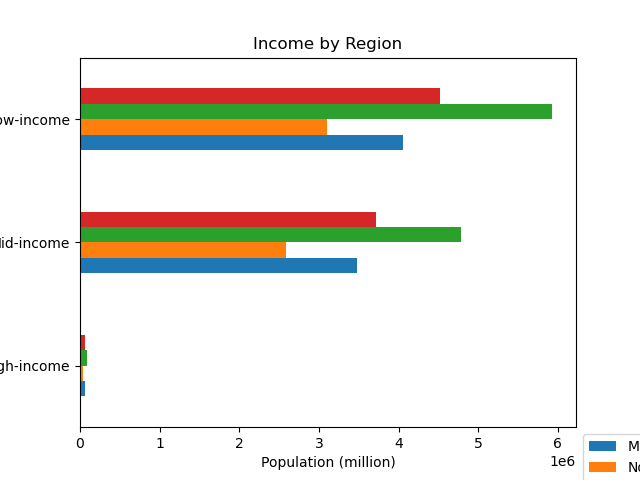 Income by Region
ow-income
id-income
gh-income
0 1 2 3 4 5 6
1e6
Population (million)
M
No